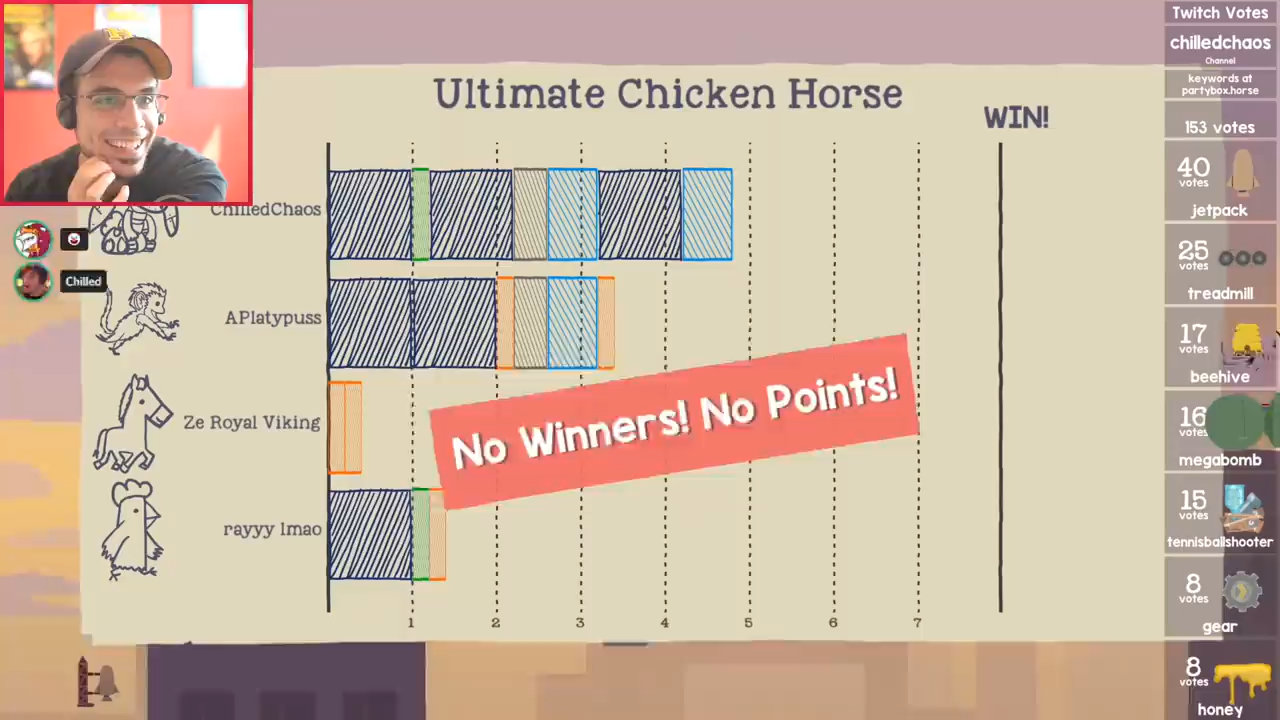 Ultimate Chicken Horse
WIN!
ChilledChaos
APlatypuss
Ze Royal Viking
rayyy lmao
No Winners! No Points!
1 2 3 4 5 6 7
Chilled
Twitch Votes
chilledchaos
Channel
keywords at
partybox.horse
153 votes
40
votes
jetpack
25
votes
treadmill
17
votes
beehive
16
votes
megabomb
15
votes
tennisballshooter
8
votes
gear
8
votes
honey